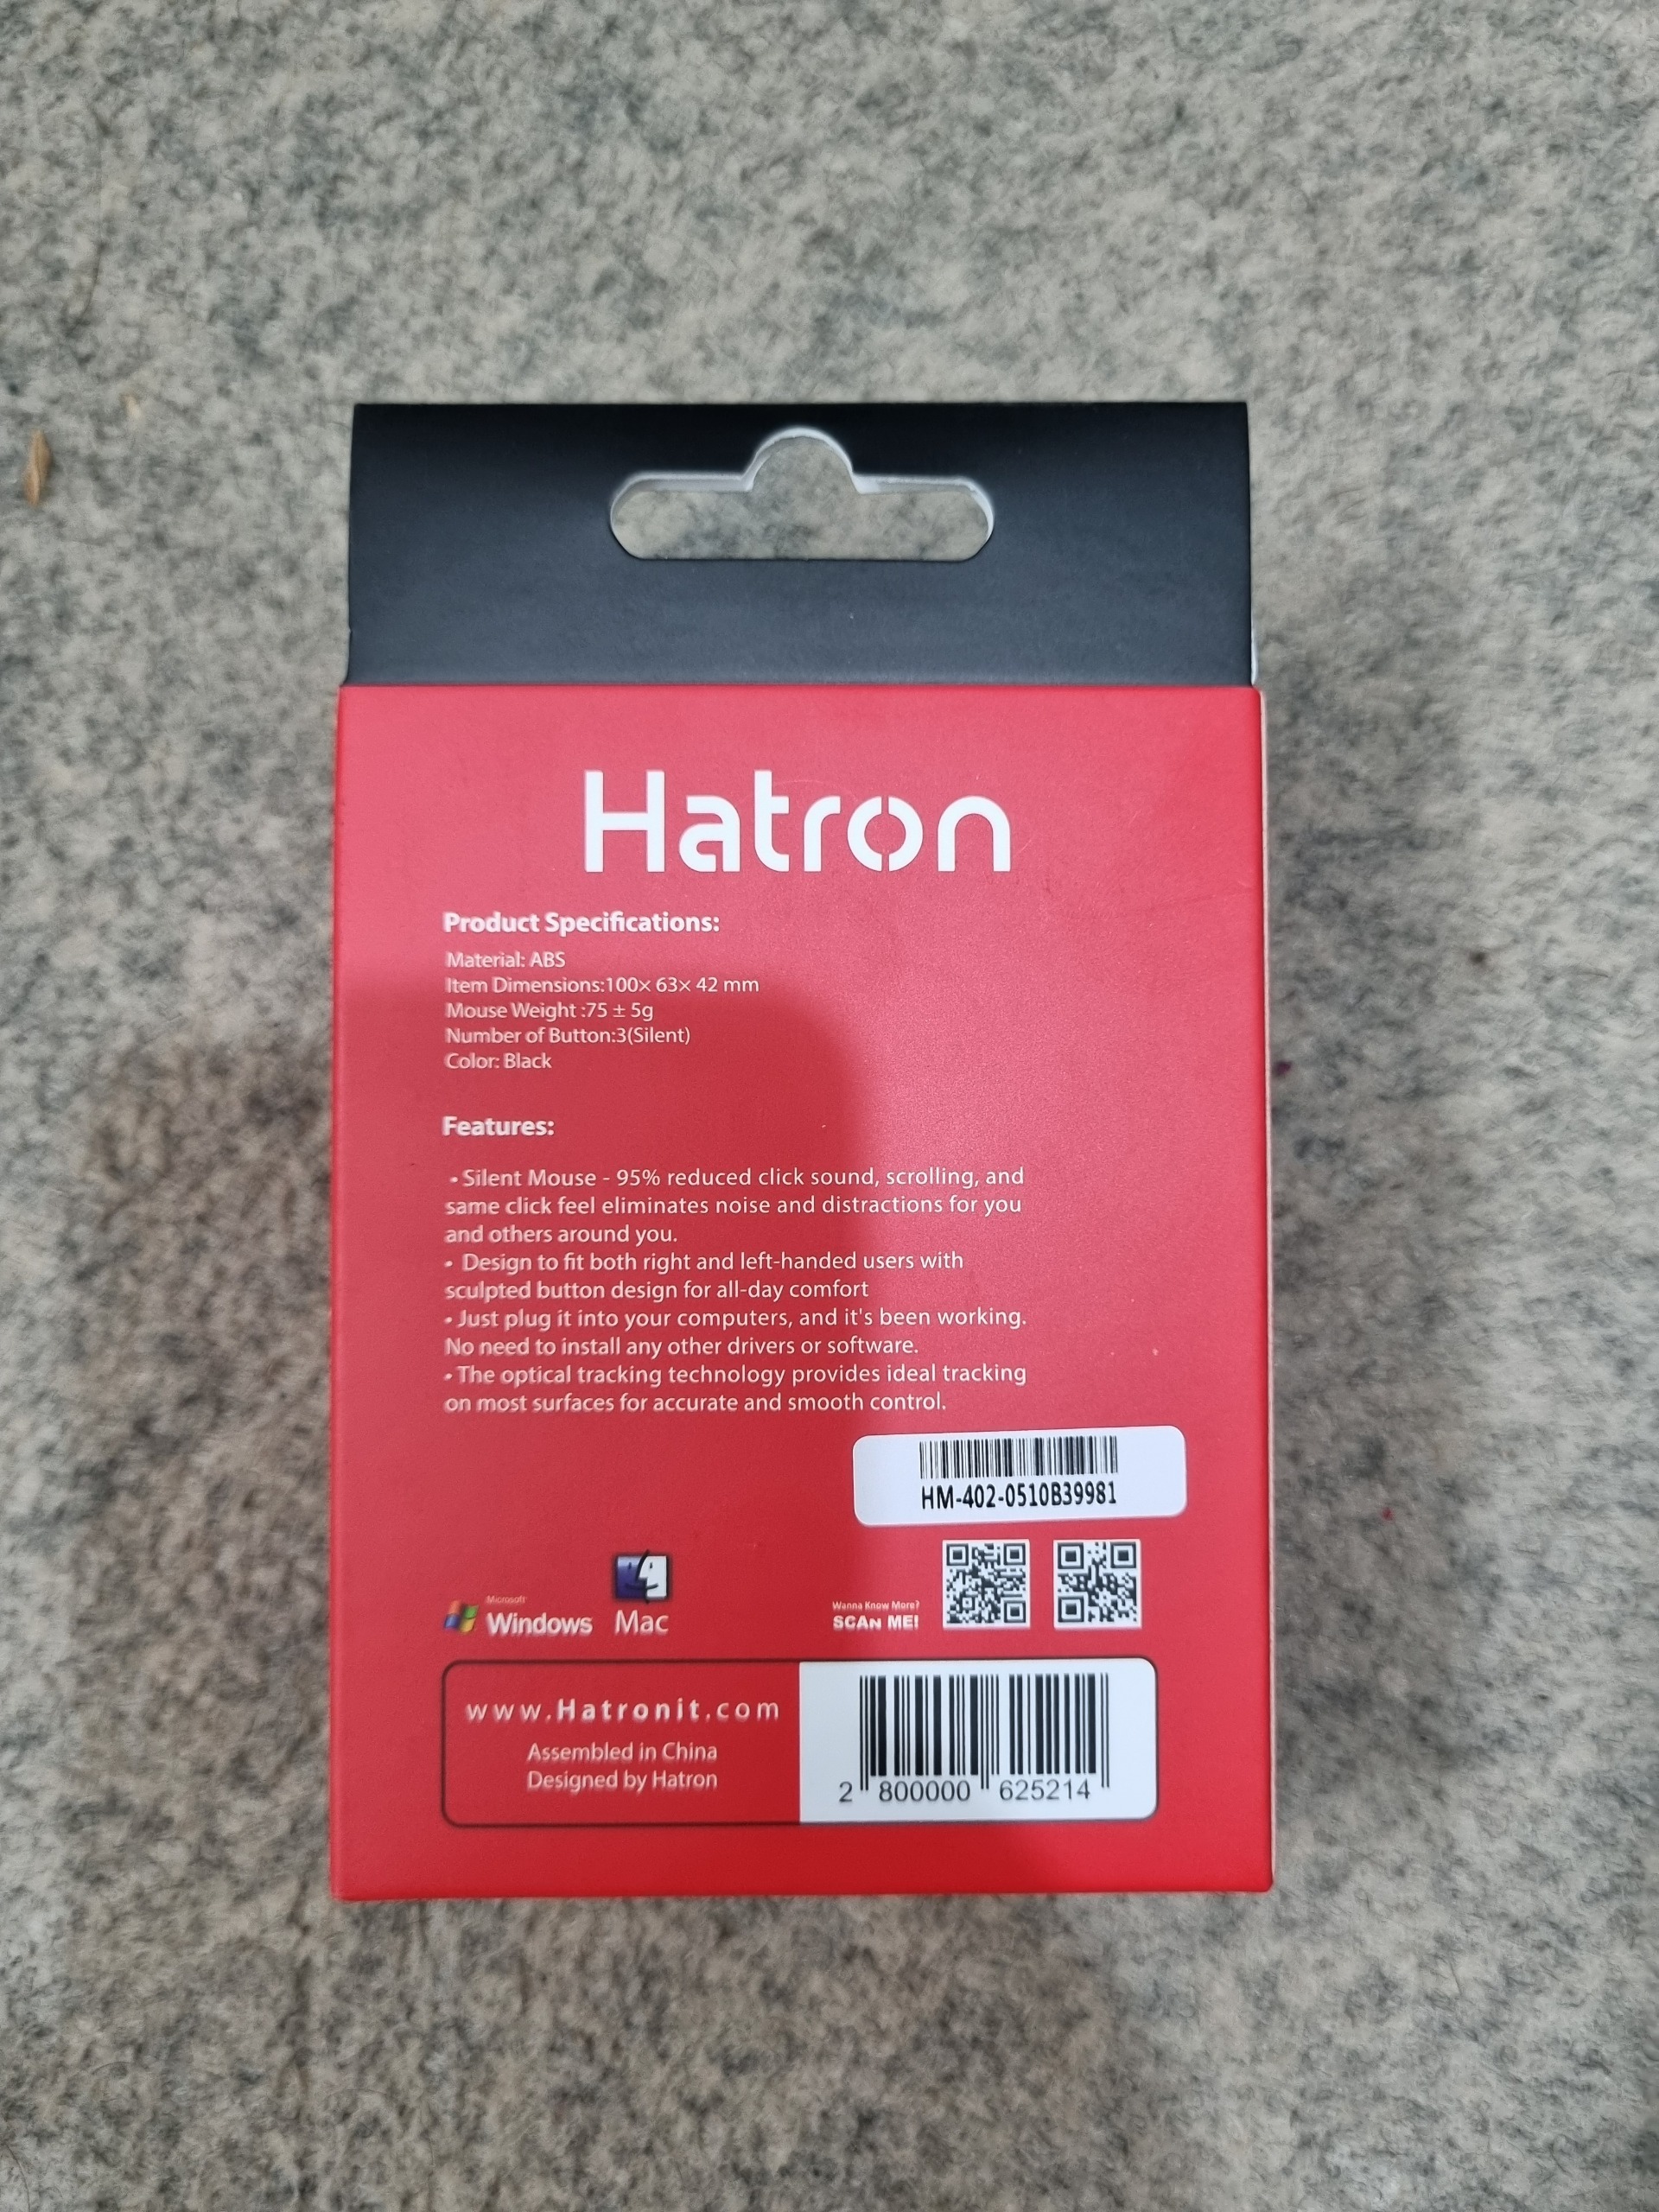 Hatron
Product Specifications:
Material: ABS
Item Dimensions:100× 63× 42 mm
Mouse Weight :75 ± 5g
Number of Button:3(Silent)
Color: Black
Features:
• Silent Mouse - 95% reduced click sound, scrolling, and
same click feel eliminates noise and distractions for you
and others around you.
• Design to fit both right and left-handed users with
sculpted button design for all-day comfort
• Just plug it into your computers, and it's been working.
No need to install any other drivers or software.
• The optical tracking technology provides ideal tracking
on most surfaces for accurate and smooth control.
HM-402-0510B39981
Microsoft
Windows
Mac
Wanna Know More?
SCAN ME!
www.Hatronit.com
Assembled in China
Designed by Hatron
2 800000 625214